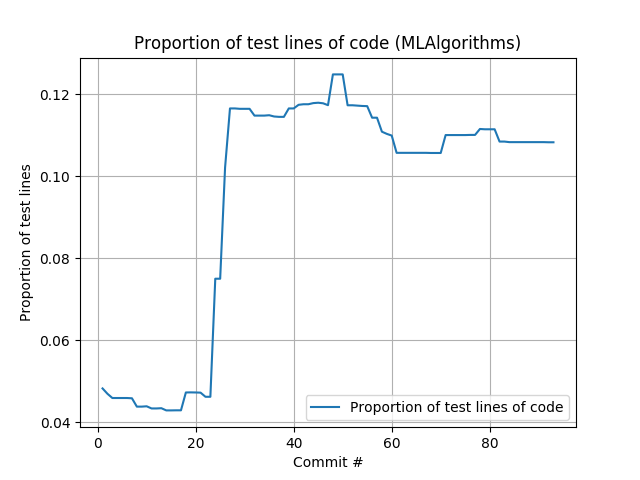 Proportion of test lines of code (MLAlgorithms)
0.12
0.10
0.08
0.06
0.04
Proportion of test lines
0
20
40
60
80
Commit #
Proportion of test lines of code